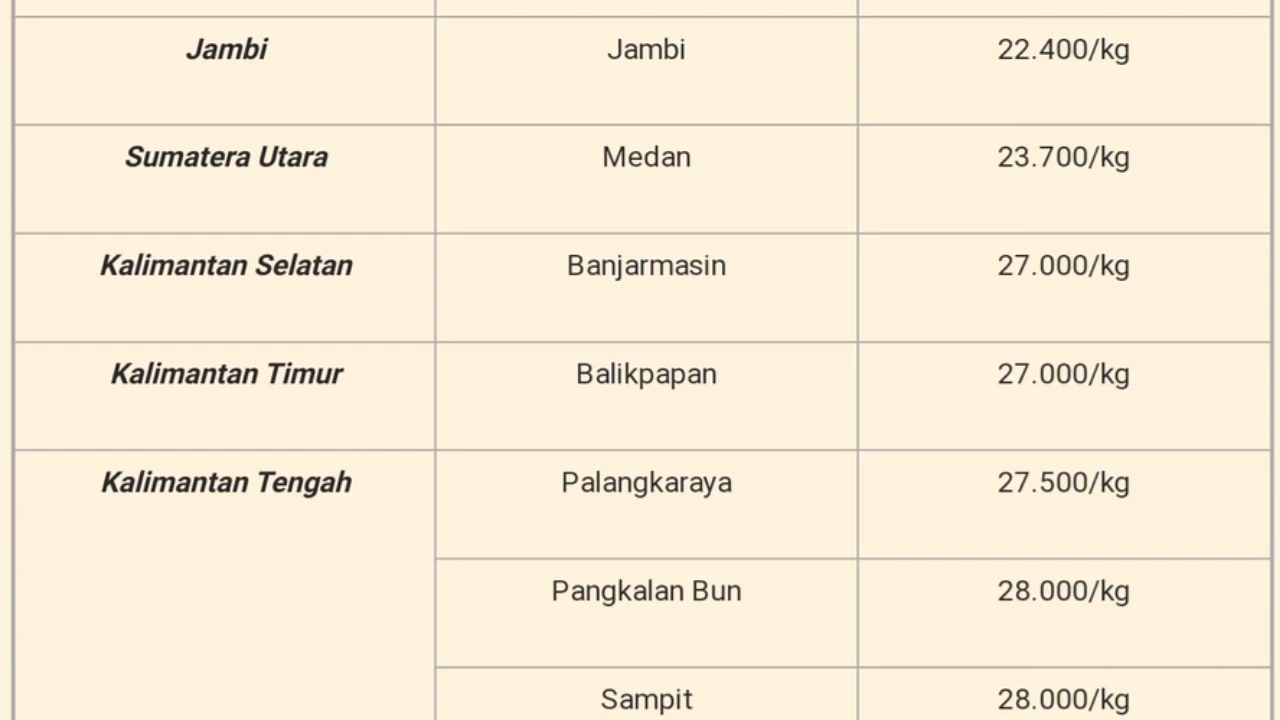 Jambi Jambi 22.400/kg
Sumatera Utara Medan 23.700/kg
Kalimantan Selatan Banjarmasin 27.000/kg
Kalimantan Timur Balikpapan 27.000/kg
Kalimantan Tengah Palangkaraya 27.500/kg
Pangkalan Bun 28.000/kg
Sampit 28.000/kg